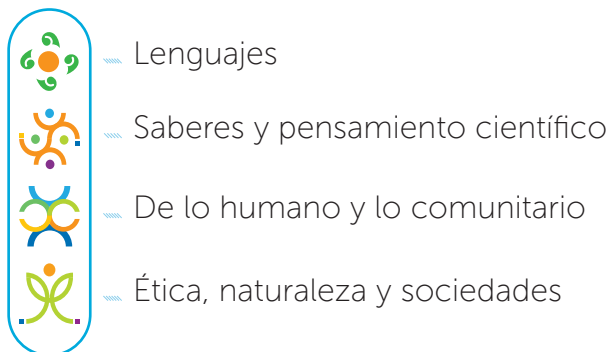 Lenguajes
Saberes y pensamiento científico
De lo humano y lo comunitario
Ética, naturaleza y sociedades